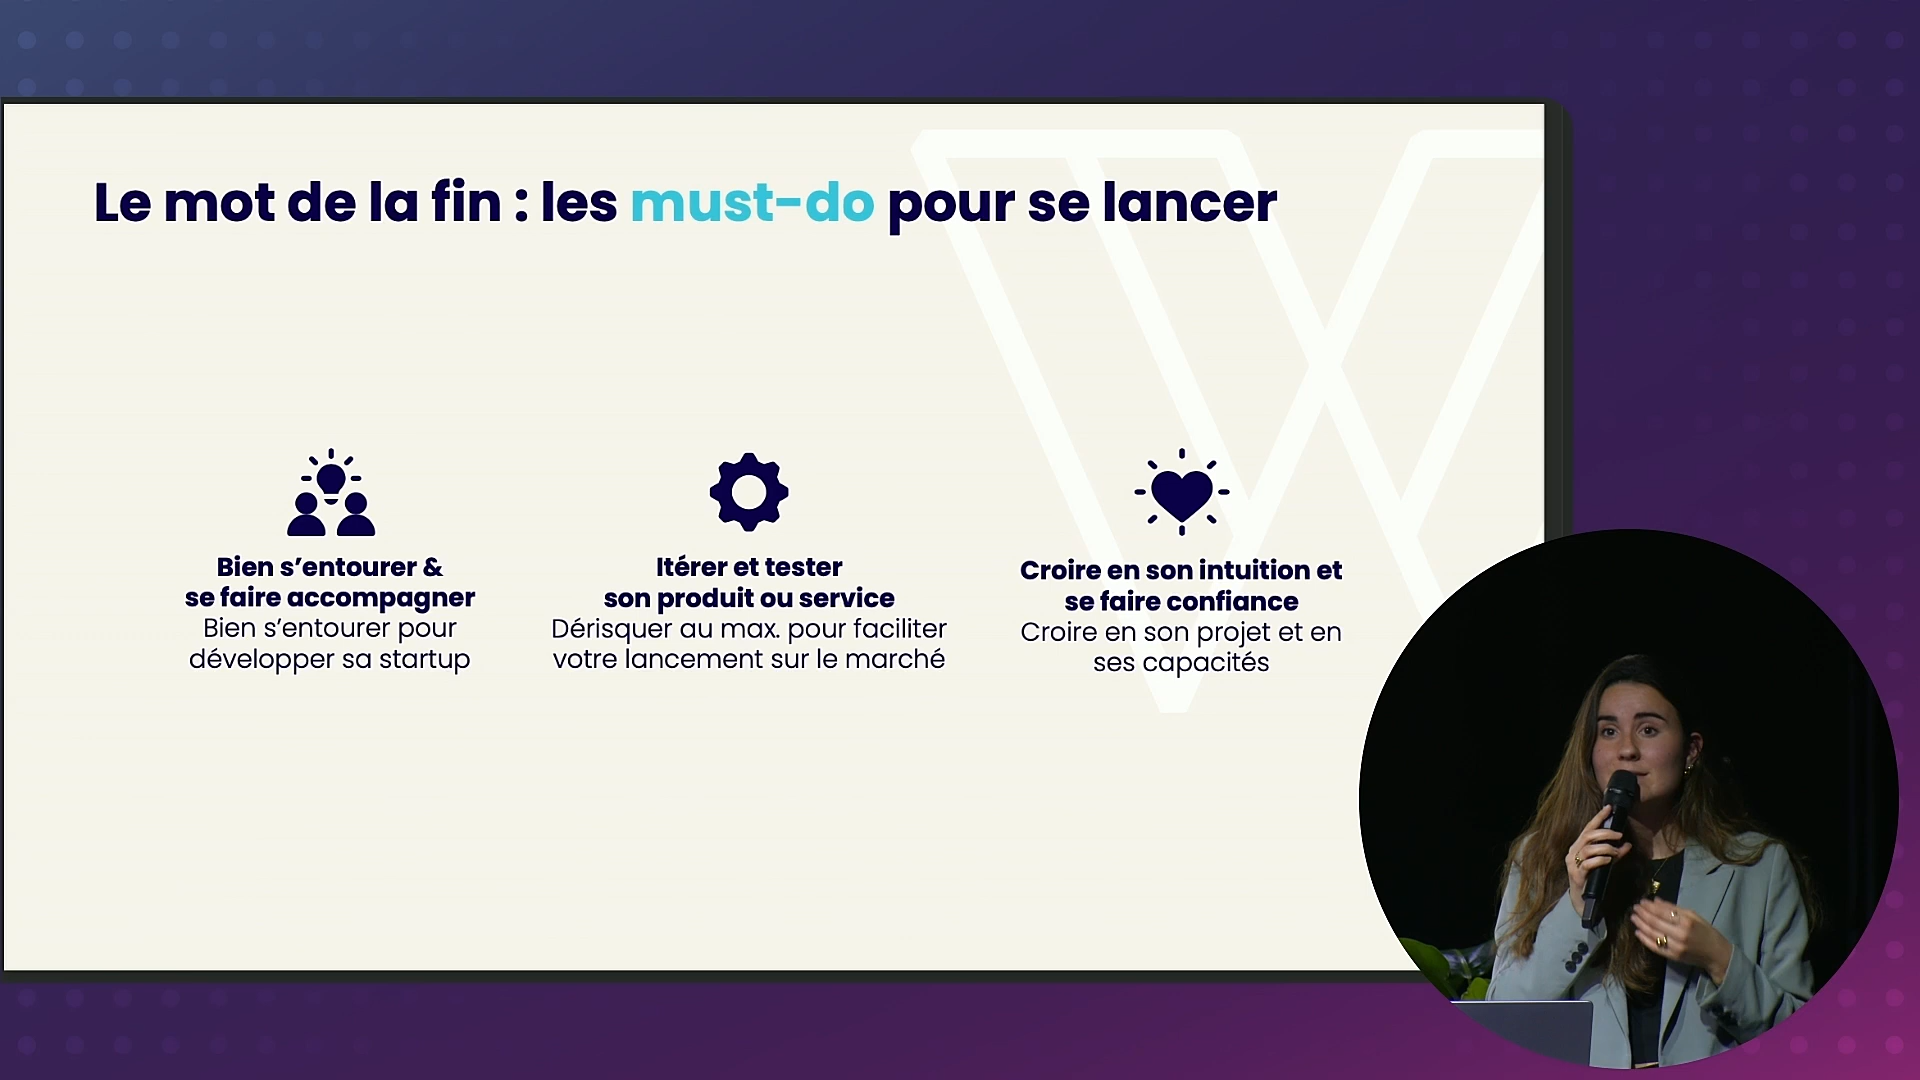 Le mot de la fin : les must-do pour se lancer
Bien s’entourer &
se faire accompagner
Bien s’entourer pour
développer sa startup
Itérer et tester
son produit ou service
Dérisquer au max. pour faciliter
votre lancement sur le marché
Croire en son intuition et
se faire confiance
Croire en son projet et en
ses capacités